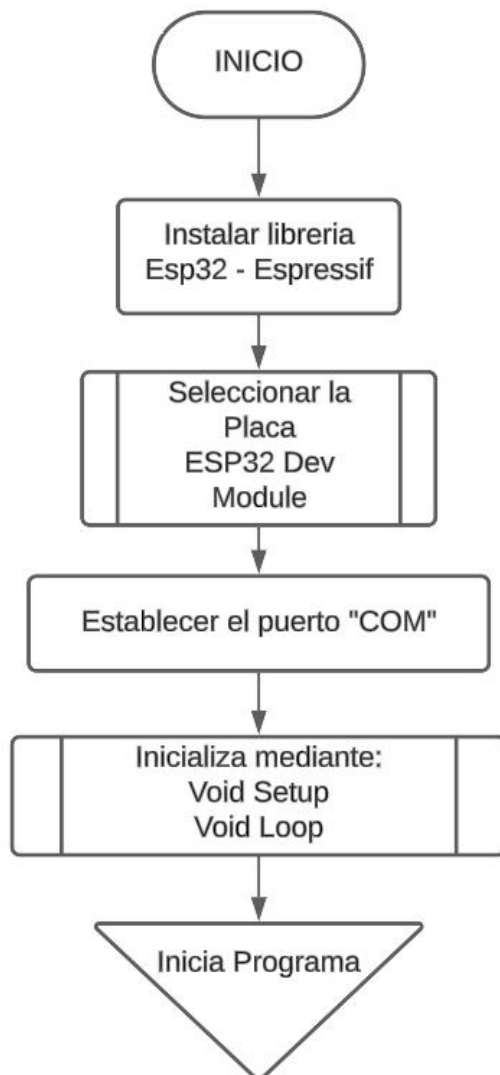 INICIO
Instalar libreria
Esp32 - Espressif
Seleccionar la
Placa
ESP32 Dev
Module
Establecer el puerto "COM"
Inicializa mediante:
Void Setup
Void Loop
Inicia Programa